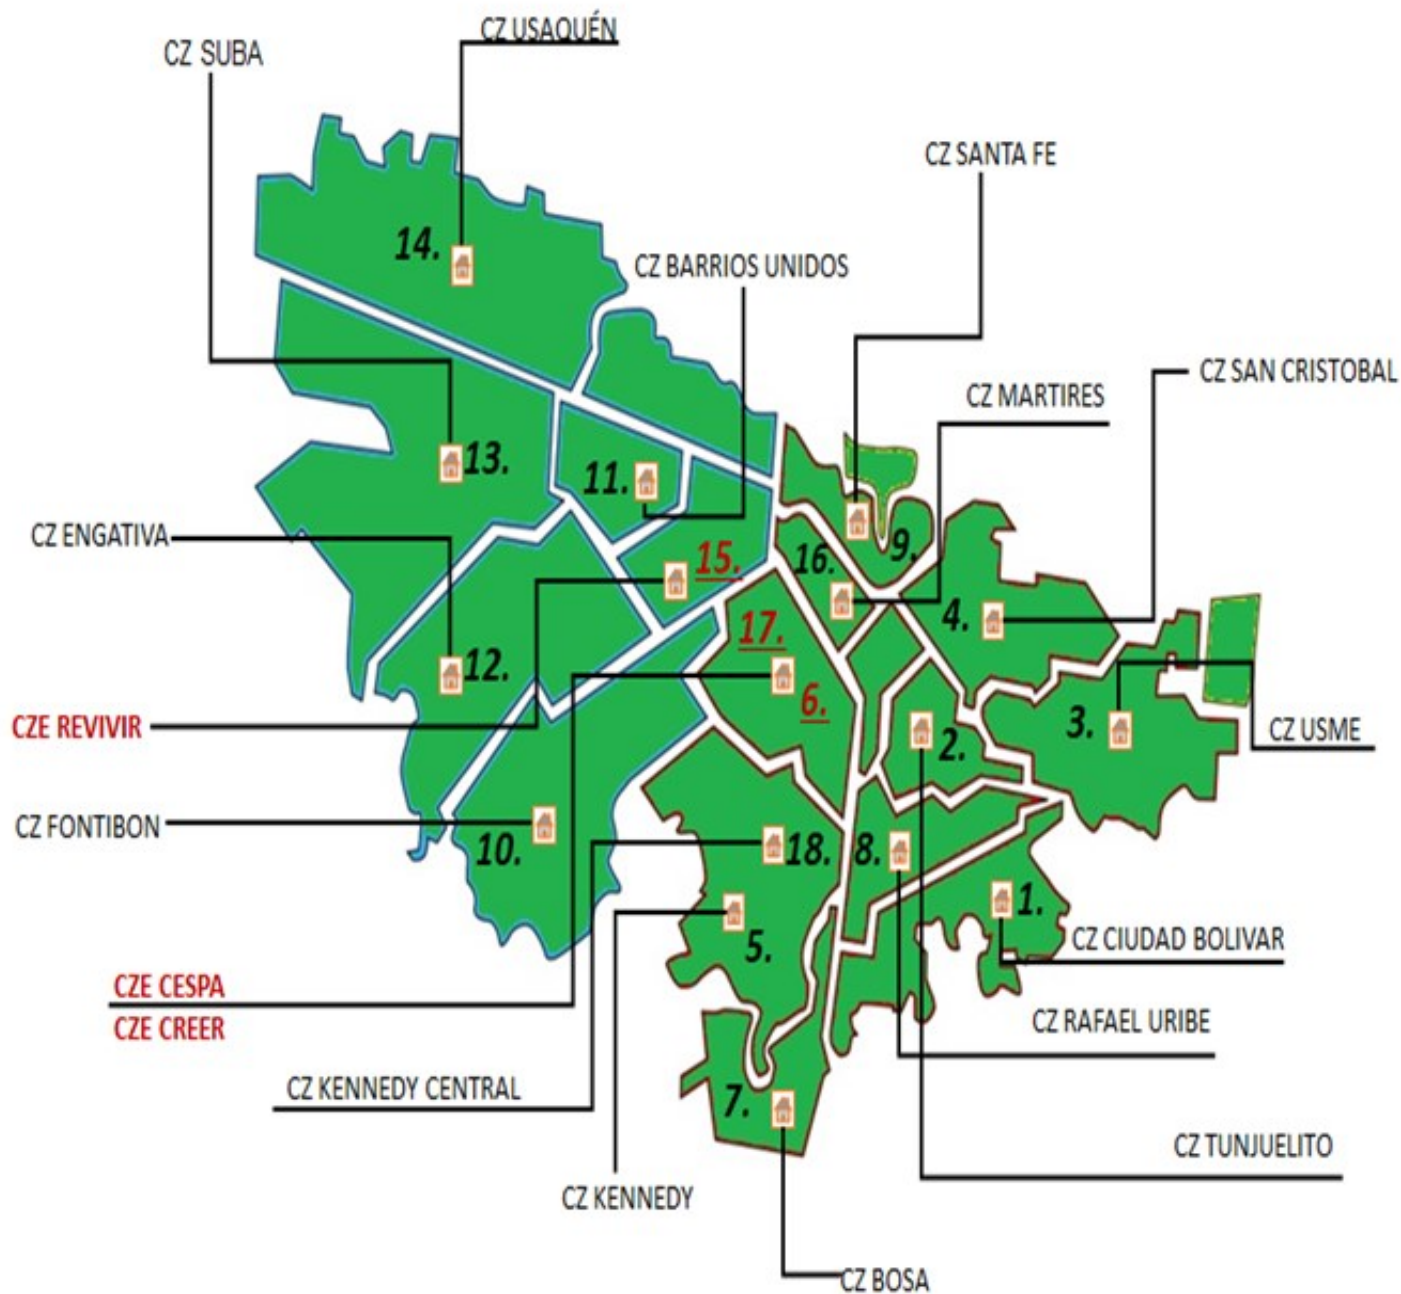 CZ USAQUÉN
CZ SUBA
CZ SANTA FE
14.
CZ BARRIOS UNIDOS
CZ SAN CRISTOBAL
CZ MARTIRES
13.
11.
CZ ENGATIVA
15.
16.
9.
4.
17.
12.
6.
CZE REVIVIR
2.
3.
CZ USME
CZ FONTIBON
10.
18.
8.
1.
5.
CZ CIUDAD BOLIVAR
CZE CESPA
CZE CREER
CZ RAFAEL URIBE
CZ KENNEDY CENTRAL
7.
CZ TUNJUELITO
CZ KENNEDY
CZ BOSA